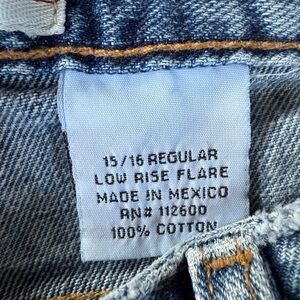 15/16 REGULAR
LOW RISE FLARE
MADE IN MEXICO
RN# 112600
100% COTTON